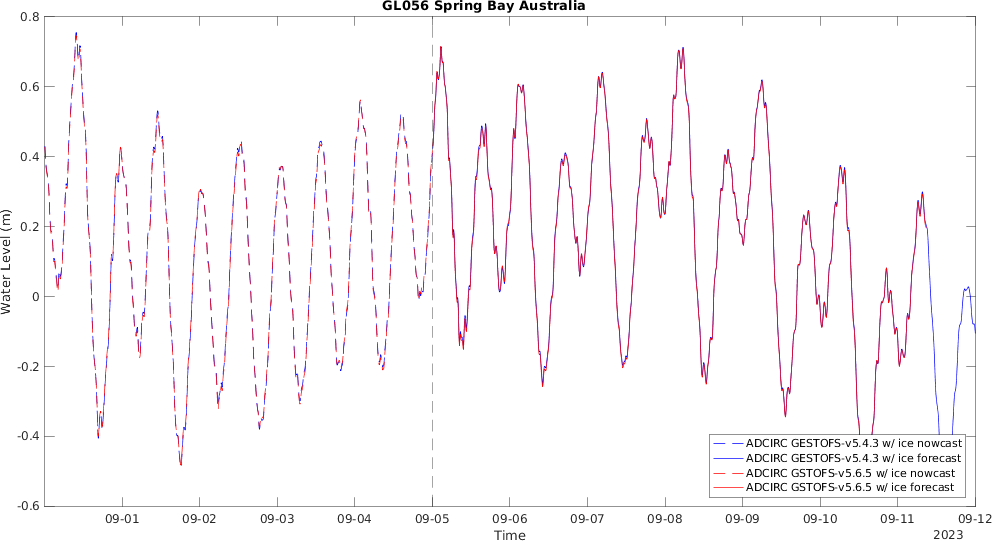 GL056 Spring Bay Australia
0.8
0.6
0.4
0.2
0
-0.2
-0.4
-0.6
Water Level (m)
ADCIRC GESTOFS-v5.4.3 w/ ice nowcast
ADCIRC GESTOFS-v5.4.3 w/ ice forecast
ADCIRC GSTOFS-v5.6.5 w/ ice nowcast
ADCIRC GSTOFS-v5.6.5 w/ ice forecast
09-01 09-02 09-03 09-04 09-05 09-06 09-07 09-08 09-09 09-10 09-11 09-12
Time
2023